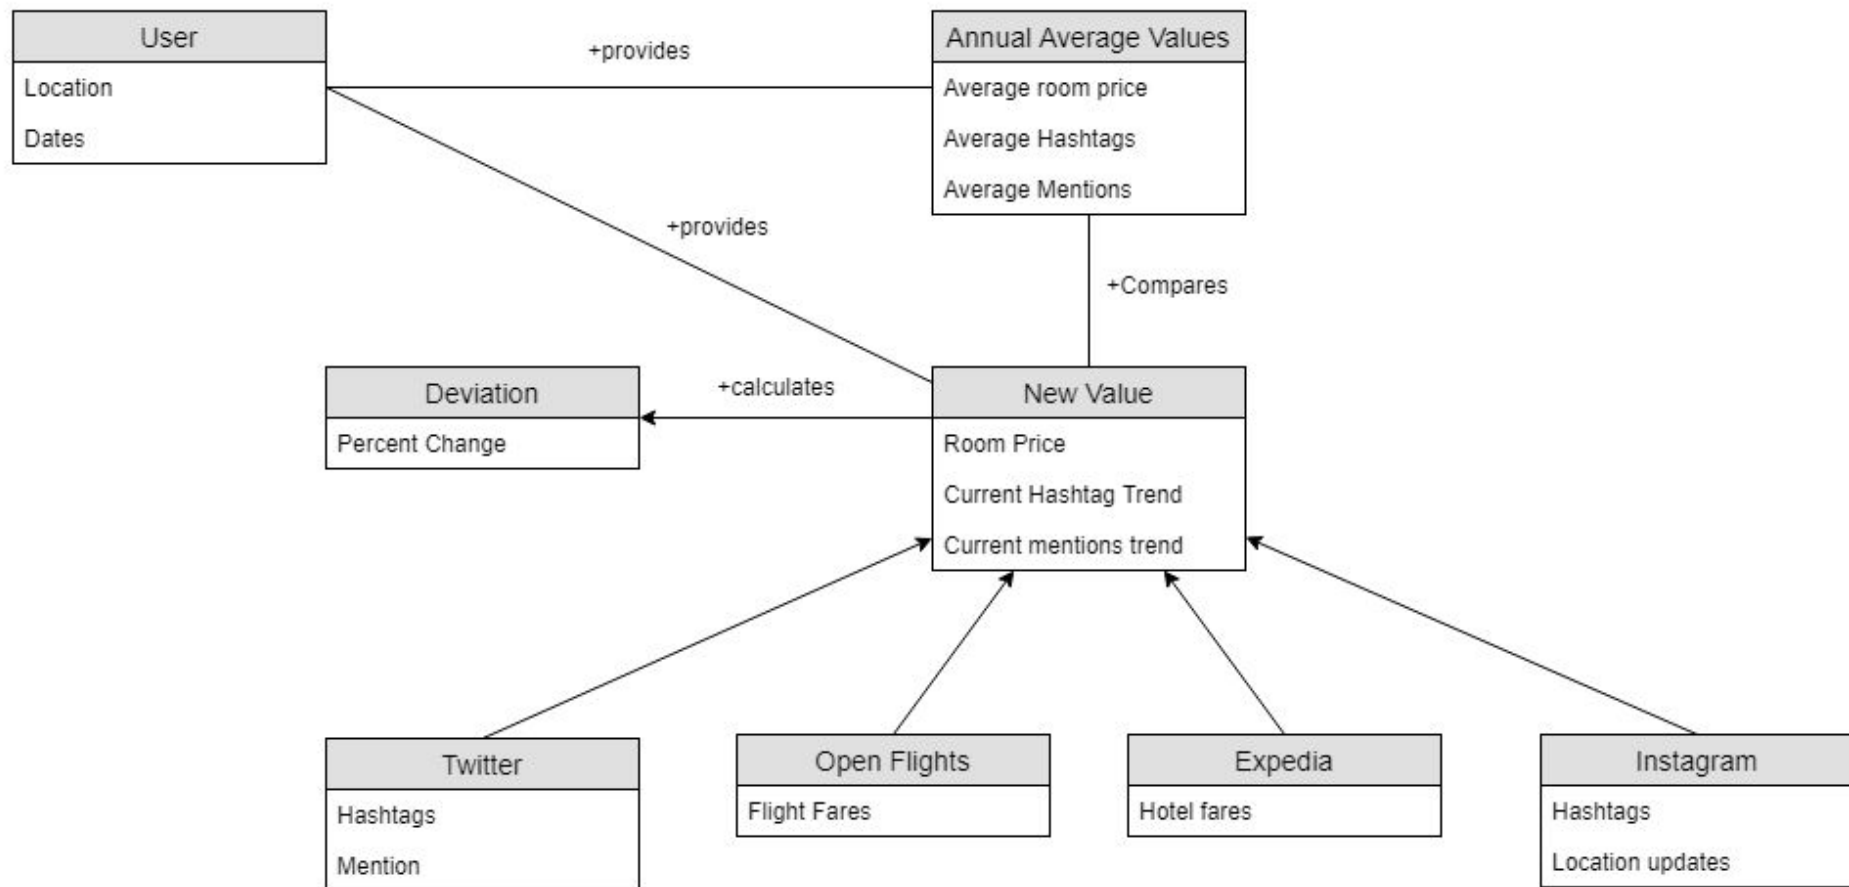 User
Location
Dates
+provides
Annual Average Values
Average room price
Average Hashtags
Average Mentions
+provides
+Compares
Deviation
Percent Change
+calculates
New Value
Room Price
Current Hashtag Trend
Current mentions trend
Twitter
Hashtags
Mention
Open Flights
Flight Fares
Expedia
Hotel fares
Instagram
Hashtags
Location updates